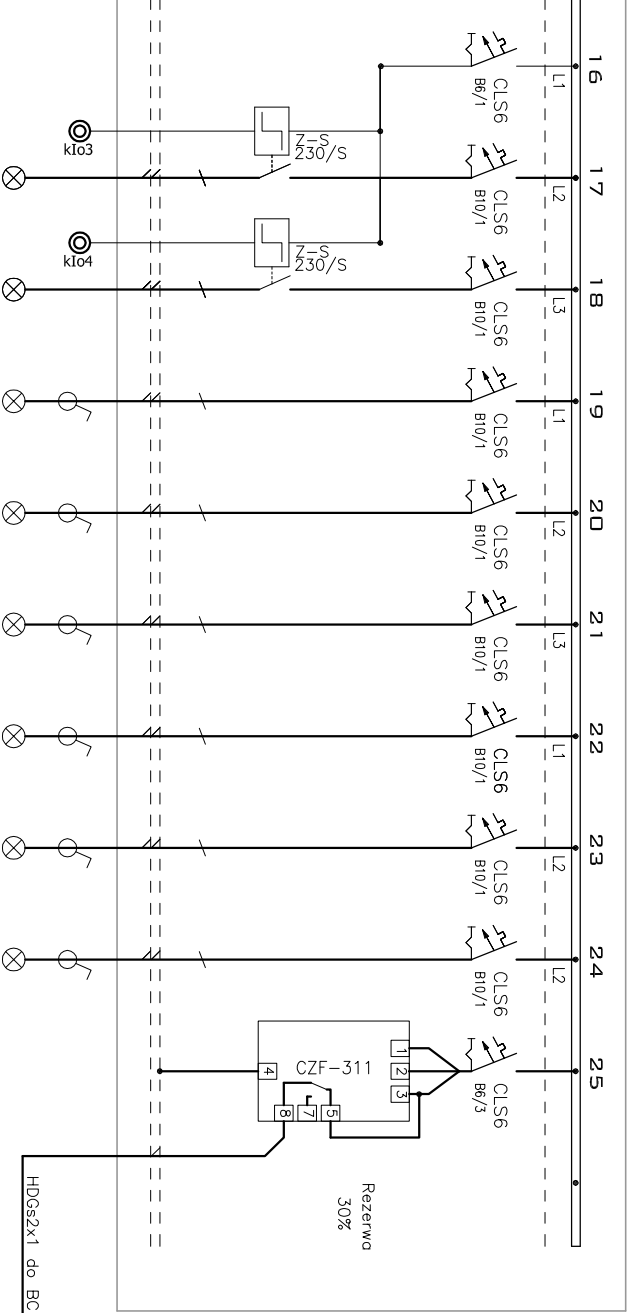 16
L1
CLS6
B6/1
Z-S
230/S
kIo3
17
L2
CLS6
B10/1
Z-S
230/S
kIo4
18
L3
CLS6
B10/1
19
L1
CLS6
B10/1
20
L2
CLS6
B10/1
21
L3
CLS6
B10/1
22
L1
CLS6
B10/1
23
L2
CLS6
B10/1
24
L2
CLS6
B10/1
25
CLS6
B6/3
1
2
3
CZF-311
4
5
7
8
Rezerwa
30%
HDGs2x1 do BC